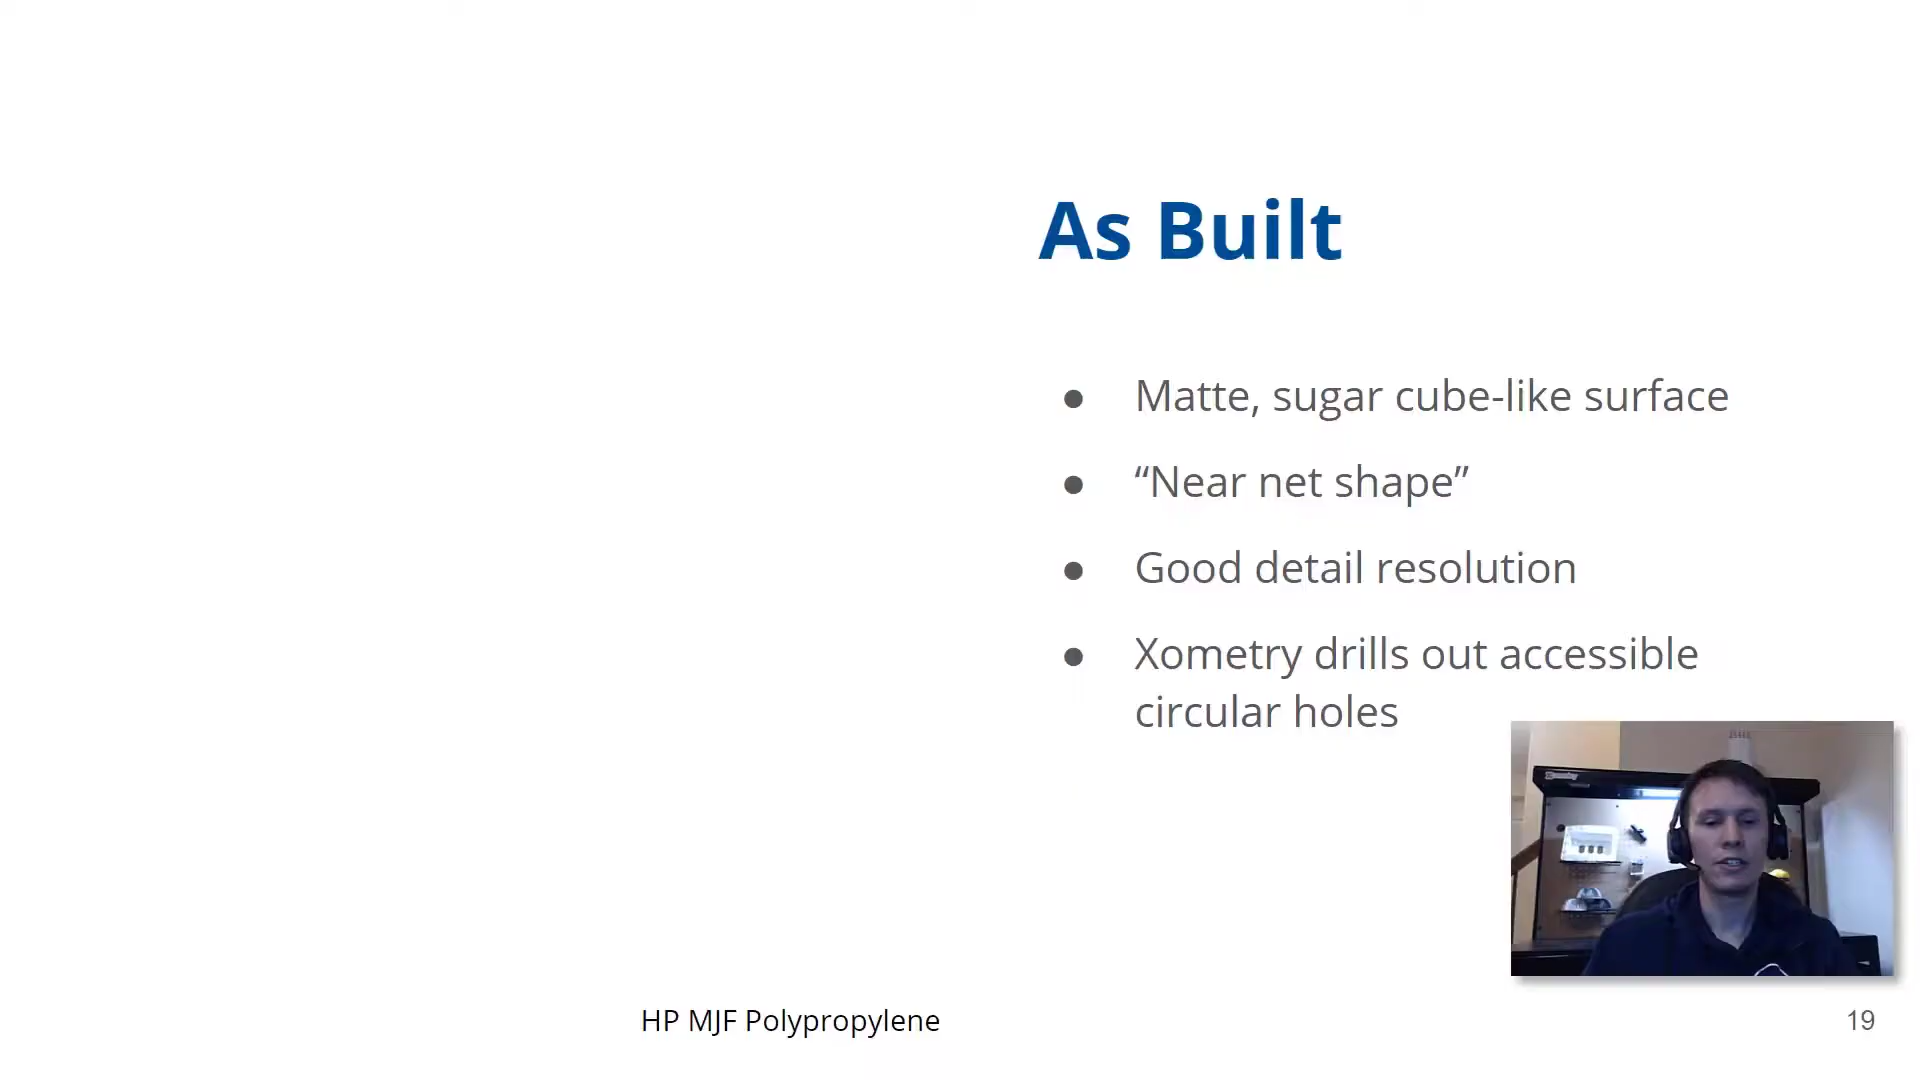 As Built
● Matte, sugar cube-like surface
● “Near net shape”
● Good detail resolution
● Xometry drills out accessible
circular holes
HP MJF Polypropylene
19